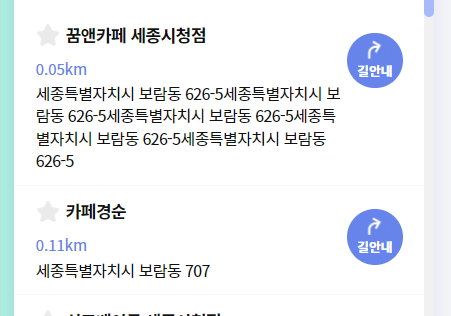 꿈앤카페 세종시청점
0.05km
길안내
세종특별자치시 보람동 626-5세종특별자치시 보
람동 626-5세종특별자치시 보람동 626-5세종특
별자치시 보람동 626-5세종특별자치시 보람동
626-5
카페경순
0.11km
길안내
세종특별자치시 보람동 707